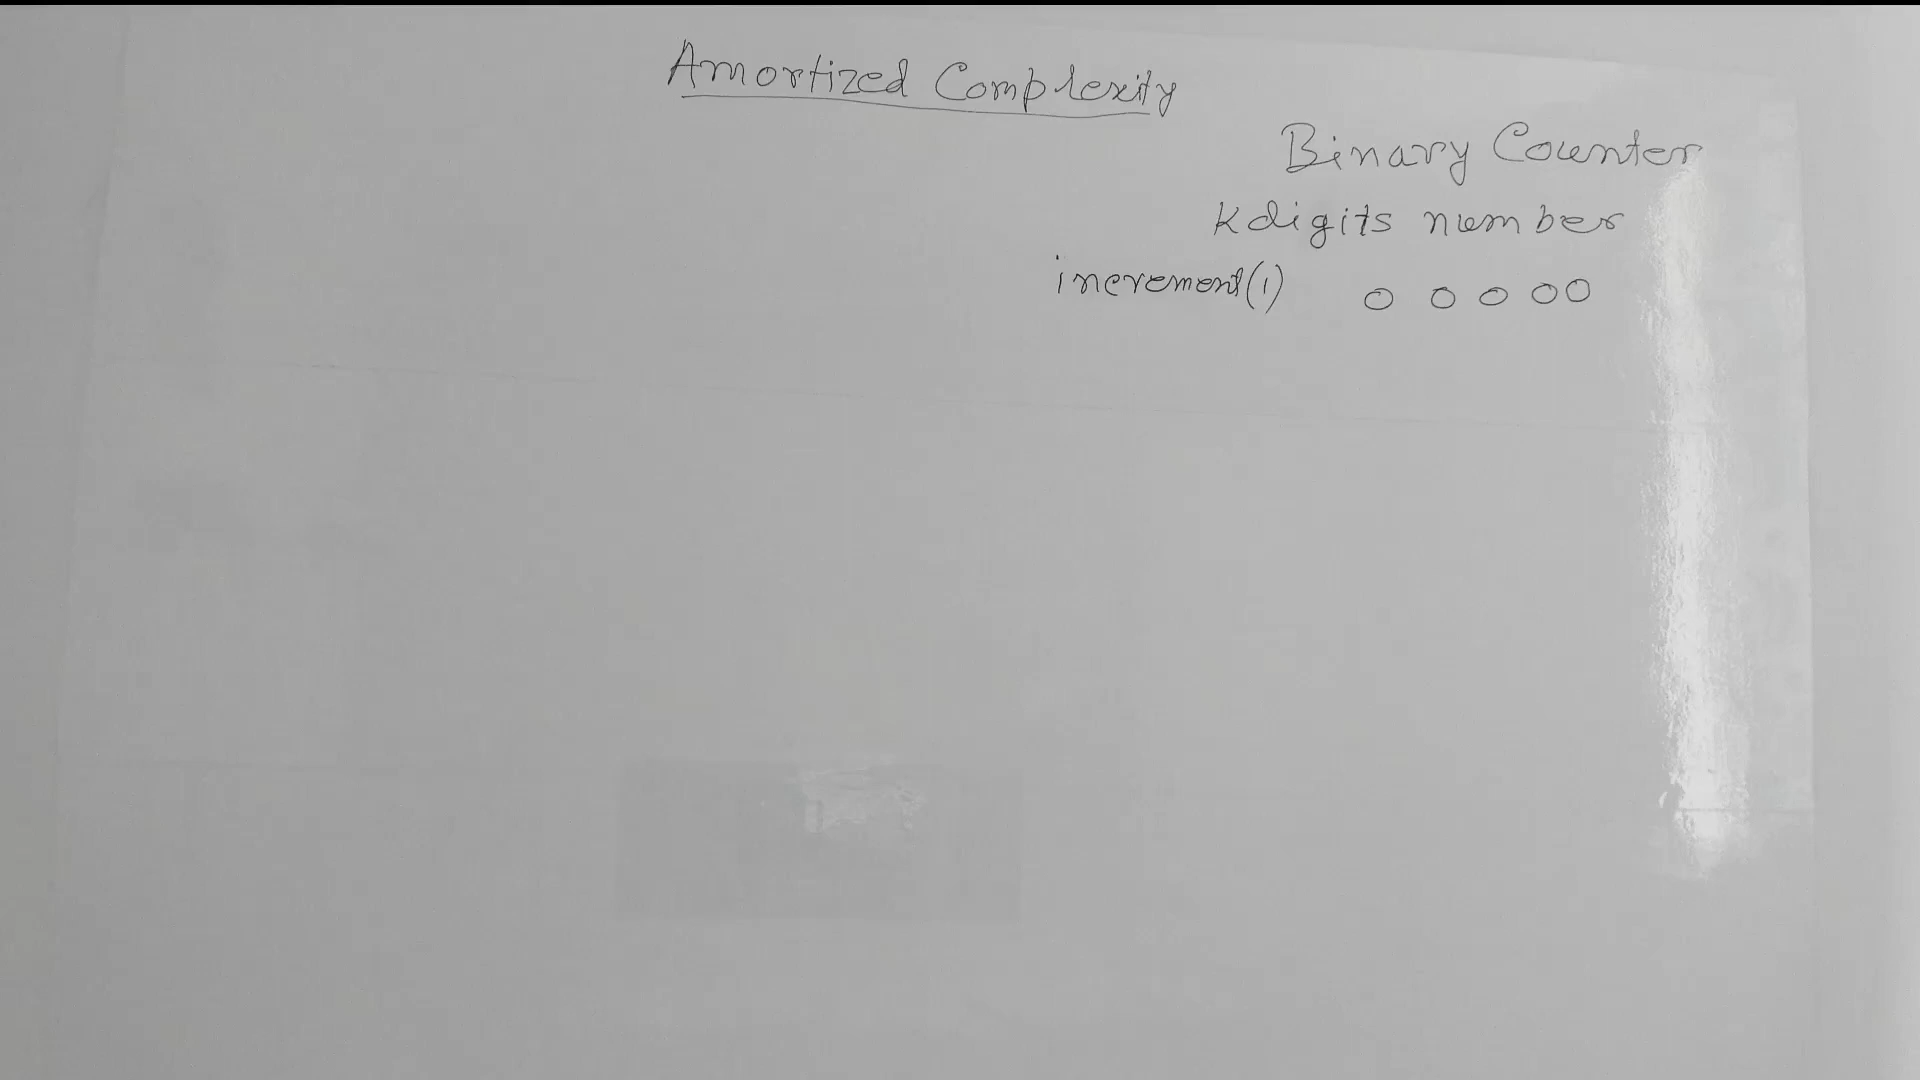 Amortized Complexity
Binary Counter
K digits number
increment(1) 0 0 0 0 0